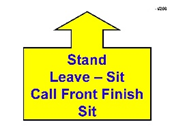 Stand
Leave – Sit
Call Front Finish
Sit